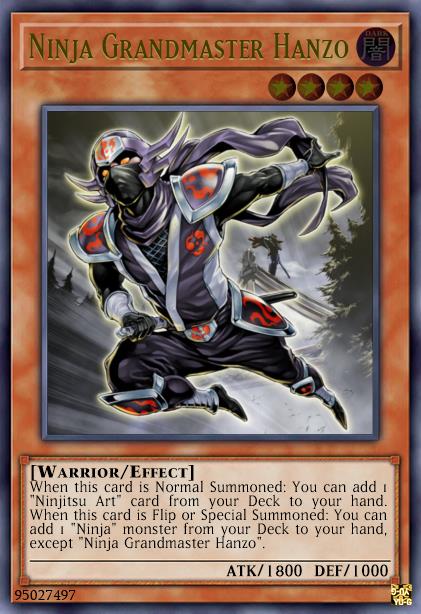 Ninja Grandmaster Hanzo
DARK
闇
[Warrior/Effect]
When this card is Normal Summoned: You can add 1
"Ninjitsu Art" card from your Deck to your hand.
When this card is Flip or Special Summoned: You can
add 1 "Ninja" monster from your Deck to your hand,
except "Ninja Grandmaster Hanzo".
ATK/1800 DEF/1000
95027497